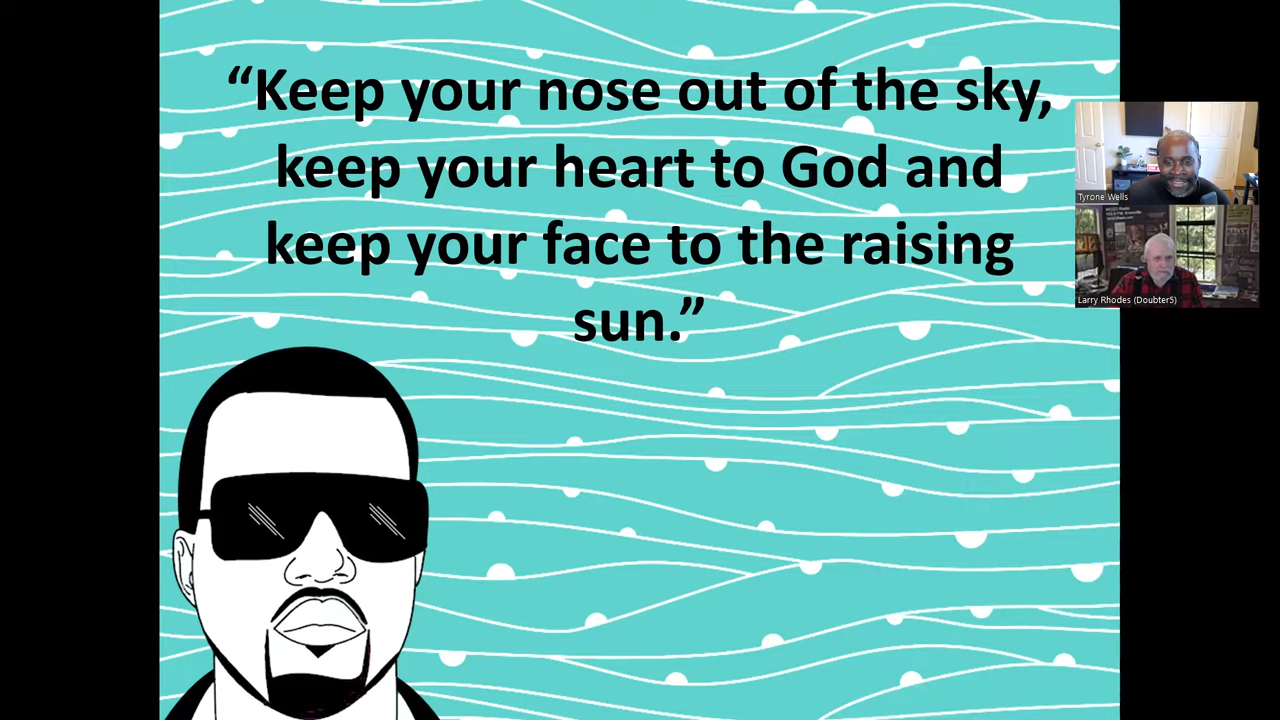 “Keep your nose out of the sky,
keep your heart to God and
keep your face to the raising
sun.”
Tyrone Wells
Larry Rhodes (Doubter5)